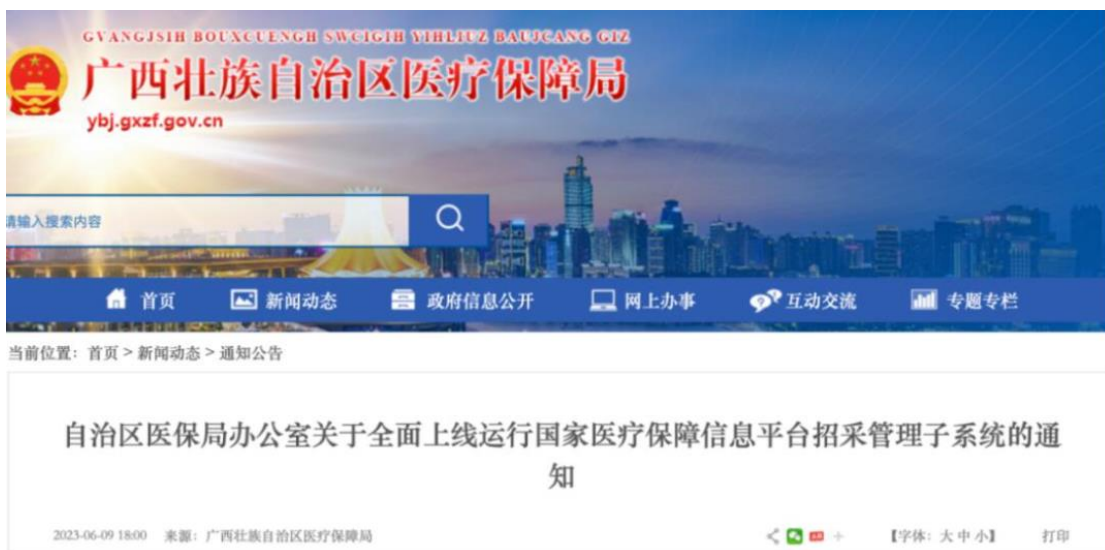 GVANGJSIH BOUXCUENGH SWCIGIH YIHLIUZ BAUJCANG GIZ
广西壮族自治区医疗保障局
ybj.gxzf.gov.cn
请输入搜索内容
首页 新闻动态 政府信息公开 网上办事 互动交流 专题专栏
当前位置：首页 > 新闻动态 > 通知公告
自治区医保局办公室关于全面上线运行国家医疗保障信息平台招采管理子系统的通
知
2023-06-09 18:00 来源：广西壮族自治区医疗保障局 【字体：大 中 小】 打印